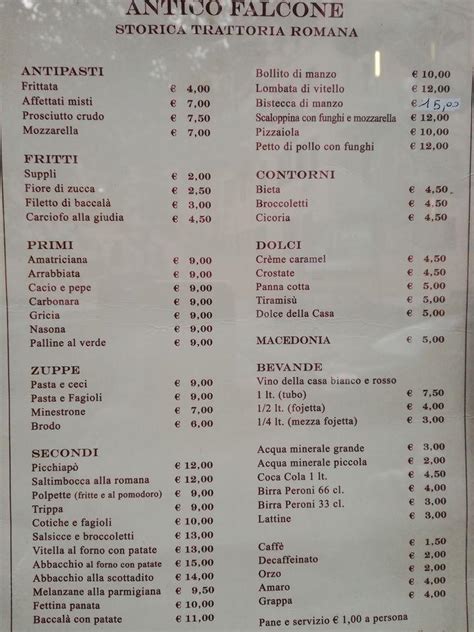 ANTICO FALCONE
STORICA TRATTORIA ROMANA
ANTIPASTI
Frittata € 4,00
Affettati misti € 7,00
Prosciutto crudo € 7,50
Mozzarella € 7,00
FRITTI
Suppli € 2,00
Fiore di zucca € 2,50
Filetto di baccalà € 3,00
Carciofo alla giudia € 4,50
PRIMI
Amatriciana € 9,00
Arrabbiata € 9,00
Cacio e pepe € 9,00
Carbonara € 9,00
Gricia € 9,00
Nasona € 9,00
Palline al verde € 9,00
ZUPPE
Pasta e ceci € 9,00
Pasta e Fagioli € 9,00
Minestrone € 7,00
Brodo € 6,00
SECONDI
Picchiapò € 12,00
Saltimbocca alla romana € 12,00
Polpette (fritte e al pomodoro) € 9,00
Trippa € 9,00
Cotiche e fagioli € 10,00
Salsicce e broccoletti € 13,00
Vitella al forno con patate € 13,00
Abbacchio al forno con patate € 15,00
Abbacchio alla scottadito € 14,00
Melanzane alla parmigiana € 9,50
Fettina panata € 10,00
Baccalà con patate € 11,00
Bollito di manzo € 10,00
Lombata di vitello € 12,00
Bistecca di manzo € 15,00
Scaloppina con funghi e mozzarella € 12,00
Pizzaiola € 10,00
Petto di pollo con funghi € 12,00
CONTORNI
Bieta € 4,50
Broccoletti € 4,50
Cicoria € 4,50
DOLCI
Crème caramel € 4,50
Crostate € 4,50
Panna cotta € 5,00
Tiramisù € 5,00
Dolce della Casa € 5,00
MACEDONIA € 5,00
BEVANDE
Vino della casa bianco e rosso
1 lt. (tubo) € 7,50
1/2 lt. (fojetta) € 4,00
1/4 lt. (mezza fojetta) € 3,00
Acqua minerale grande € 3,00
Acqua minerale piccola € 2,00
Coca Cola 1 lt. € 4,50
Birra Peroni 66 cl. € 4,50
Birra Peroni 33 cl. € 3,00
Lattine € 3,00
Caffè € 1,50
Decaffeinato € 2,00
Orzo € 2,00
Amaro € 4,00
Grappa € 4,00
Pane e servizio € 1,00 a persona